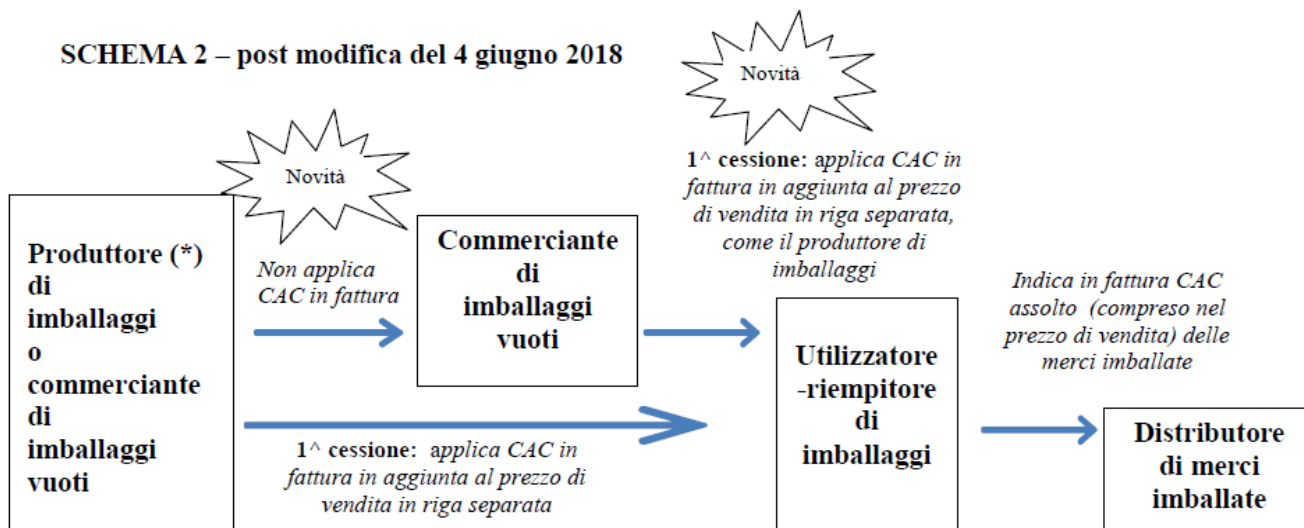 SCHEMA 2 – post modifica del 4 giugno 2018
Novità
Novità
1^ cessione: applica CAC in
fattura in aggiunta al prezzo
di vendita in riga separata,
come il produttore di
imballaggi
Produttore (*)
di
imballaggi
o
commerciante
di
imballaggi
vuoti
Non applica
CAC in fattura
Commerciante
di
imballaggi
vuoti
Indica in fattura CAC
assolto (compreso nel
prezzo di vendita) delle
merci imballate
Utilizzatore
-riempitore
di
imballaggi
1^ cessione: applica CAC in
fattura in aggiunta al prezzo di
vendita in riga separata
Distributore
di merci
imballate